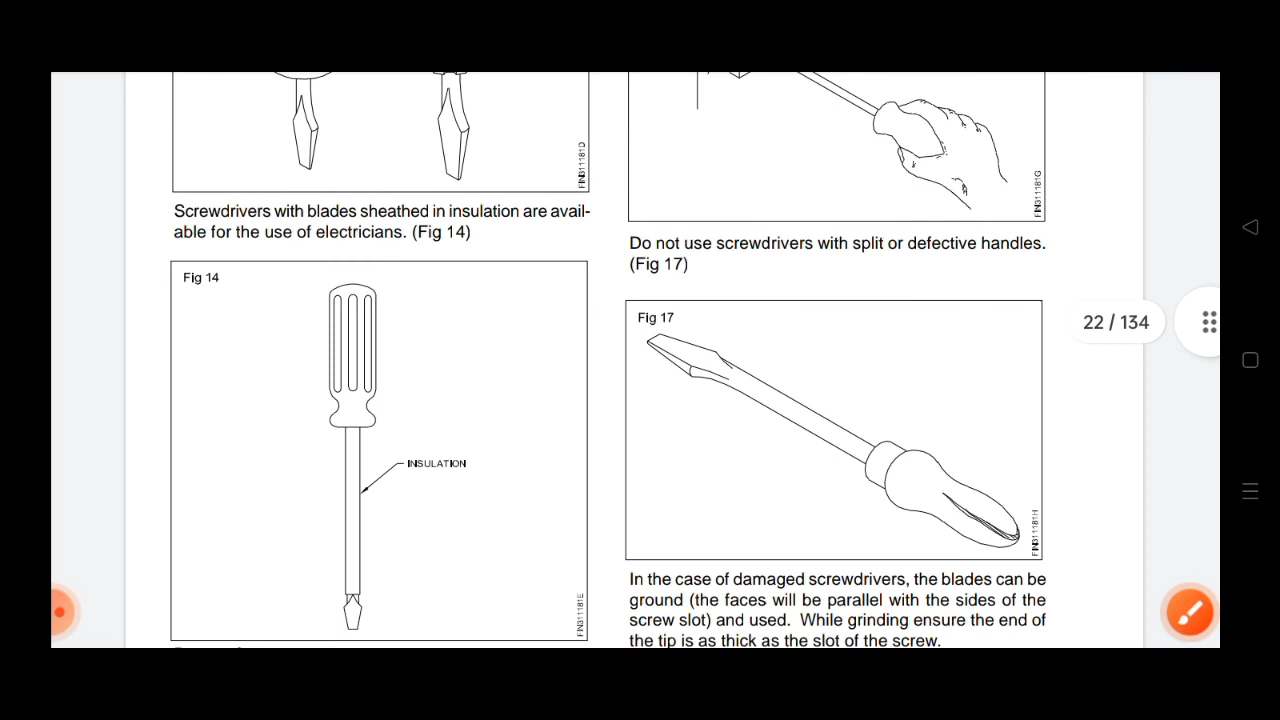 FIN311181D
Screwdrivers with blades sheathed in insulation are avail-
able for the use of electricians. (Fig 14)
Fig 14
INSULATION
FIN311181E
FIN311181G
Do not use screwdrivers with split or defective handles.
(Fig 17)
Fig 17
FIN311181H
In the case of damaged screwdrivers, the blades can be
ground (the faces will be parallel with the sides of the
screw slot) and used. While grinding ensure the end of
the tip is as thick as the slot of the screw.
22 / 134